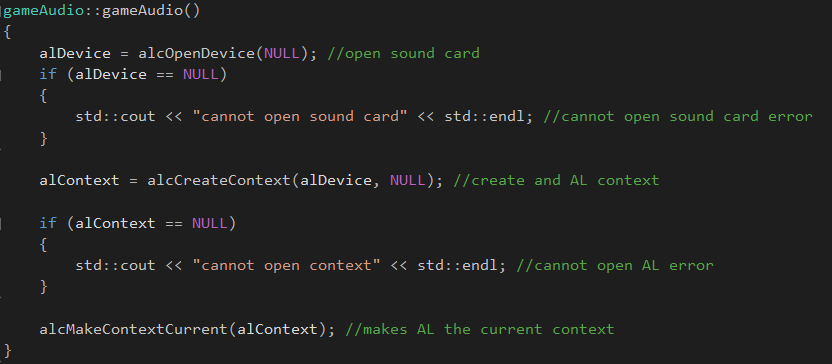 gameAudio::gameAudio()
{
alDevice = alcOpenDevice(NULL); //open sound card
if (alDevice == NULL)
{
std::cout << "cannot open sound card" << std::endl; //cannot open sound card error
}
alContext = alcCreateContext(alDevice, NULL); //create and AL context
if (alContext == NULL)
{
std::cout << "cannot open context" << std::endl; //cannot open AL error
}
alcMakeContextCurrent(alContext); //makes AL the current context
}